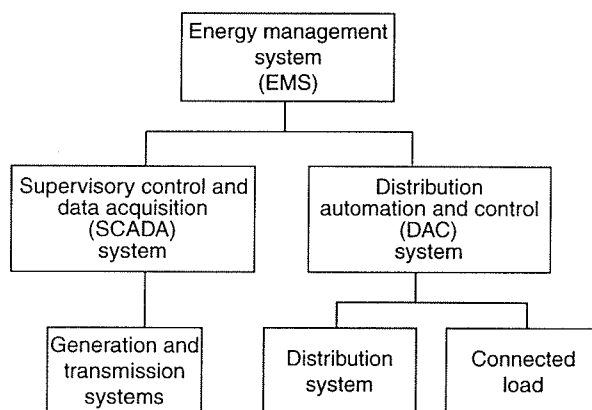 Energy management
system
(EMS)
Supervisory control and
data acquisition
(SCADA)
system
Distribution
automation and control
(DAC)
system
Generation and
transmission
systems
Distribution
system
Connected
load